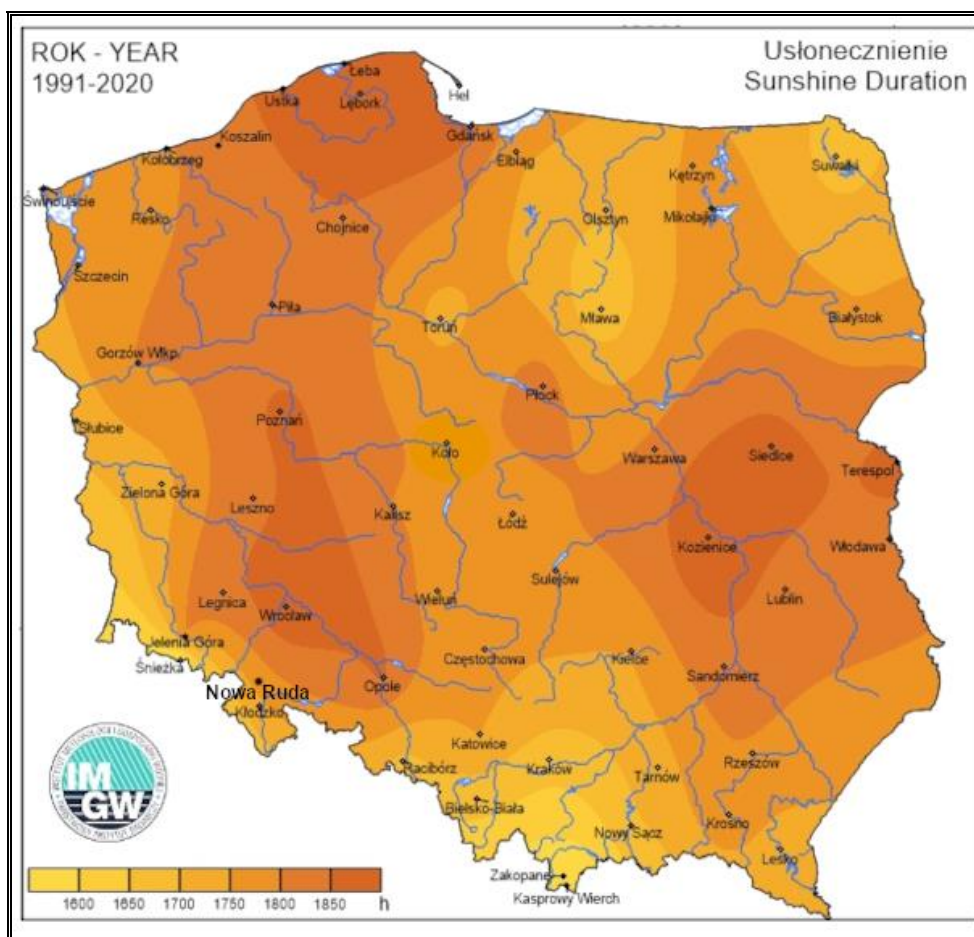 ROK - YEAR
1991-2020
Usłonecznienie
Sunshine Duration
Łeba
Ustka
Lębork
Hel
Gdańsk
Koszalin
Kołobrzeg
Elbląg
Suwałki
Kętrzyn
Świnoujście
Resko
Chojnice
Olsztyn
Mikołajki
Szczecin
Piła
Toruń
Mława
Białystok
Gorzów Wlkp.
Płock
Słubice
Poznań
Koło
Warszawa
Siedlce
Terespol
Zielona Góra
Leszno
Kalisz
Łódź
Kozienice
Włodawa
Sulejów
Legnica
Wrocław
Wieluń
Lublin
Jelenia Góra
Śnieżka
Częstochowa
Kielce
Sandomierz
Nowa Ruda
Opole
Kłodzko
Katowice
Racibórz
Kraków
Tarnów
Rzeszów
Bielsko-Biała
Nowy Sącz
Krosno
Lesko
Zakopane
Kasprowy Wierch
IM
GW
1600 1650 1700 1750 1800 1850 h